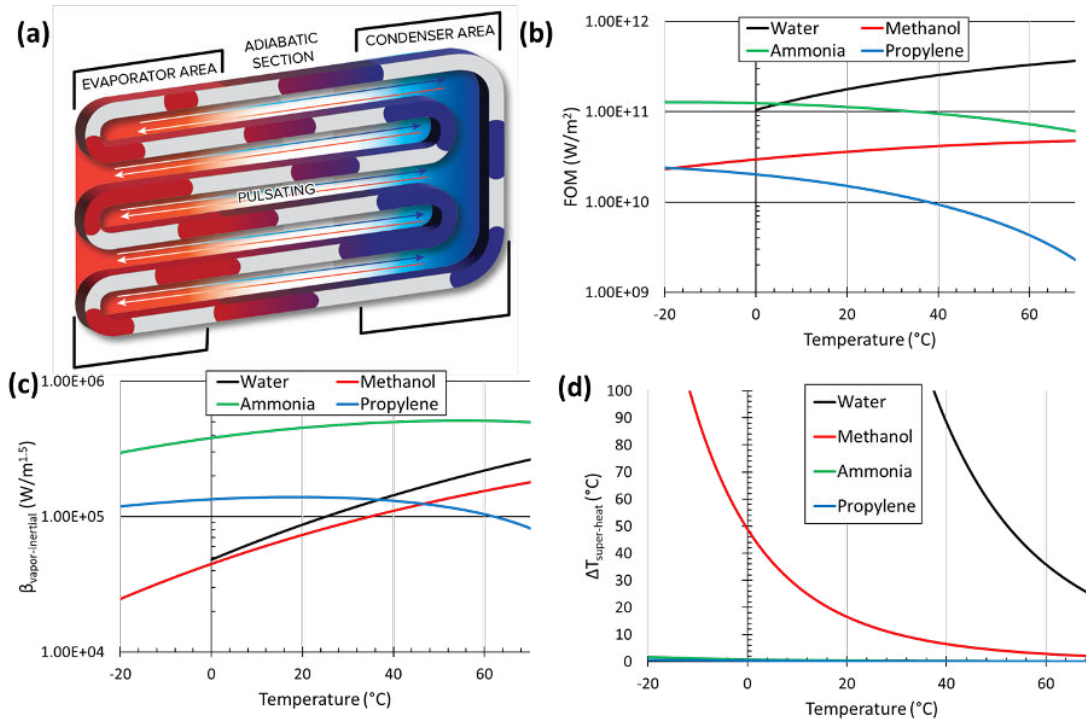 (a)
EVAPORATOR AREA
ADIABATIC
SECTION
CONDENSER AREA
PULSATING
(b)
Water
Methanol
Ammonia
Propylene
1.00E+12
1.00E+11
1.00E+10
1.00E+09
FOM (W/m²)
-20 0 20 40 60
Temperature (°C)
(c)
Water
Methanol
Ammonia
Propylene
1.00E+06
1.00E+05
1.00E+04
βvapor-inertial (W/m1.5)
-20 0 20 40 60
Temperature (°C)
(d)
Water
Methanol
Ammonia
Propylene
100
90
80
70
60
50
40
30
20
10
0
ΔTsuper-heat (°C)
-20 0 20 40 60
Temperature (°C)